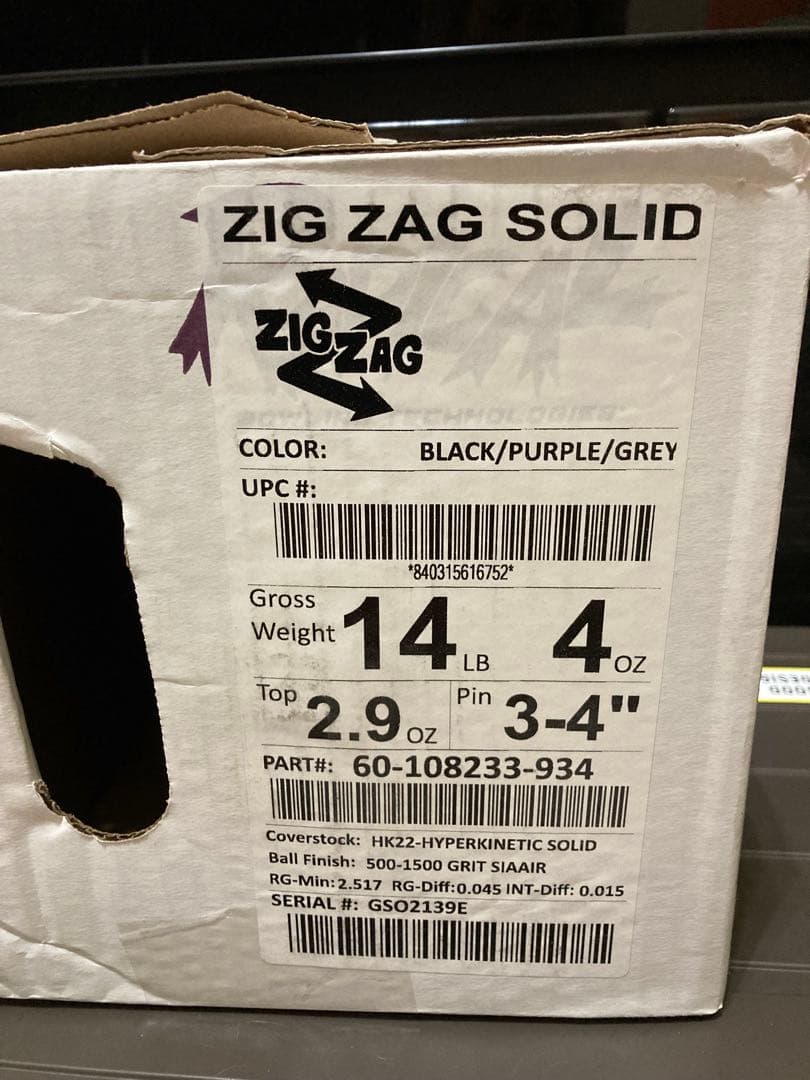 ZIG ZAG SOLID
ZIG ZAG
COLOR: BLACK/PURPLE/GREY
UPC #:
*840315616752*
Gross Weight 14 LB 4 OZ
Top 2.9 OZ Pin 3-4"
PART#: 60-108233-934
Coverstock: HK22-HYPERKINETIC SOLID
Ball Finish: 500-1500 GRIT SIAAIR
RG-Min: 2.517 RG-Diff: 0.045 INT-Diff: 0.015
SERIAL #: GSO2139E